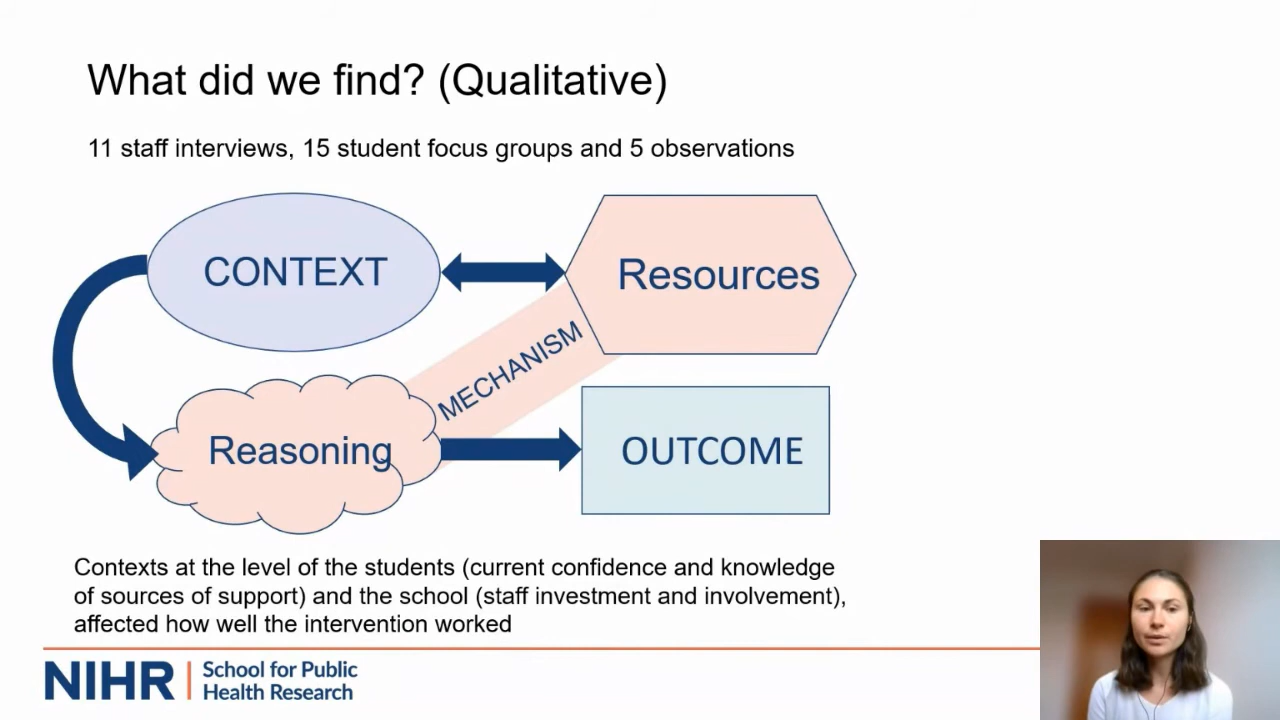 What did we find? (Qualitative)
11 staff interviews, 15 student focus groups and 5 observations
CONTEXT
Resources
MECHANISM
Reasoning
OUTCOME
Contexts at the level of the students (current confidence and knowledge
of sources of support) and the school (staff investment and involvement),
affected how well the intervention worked
NIHR
School for Public
Health Research